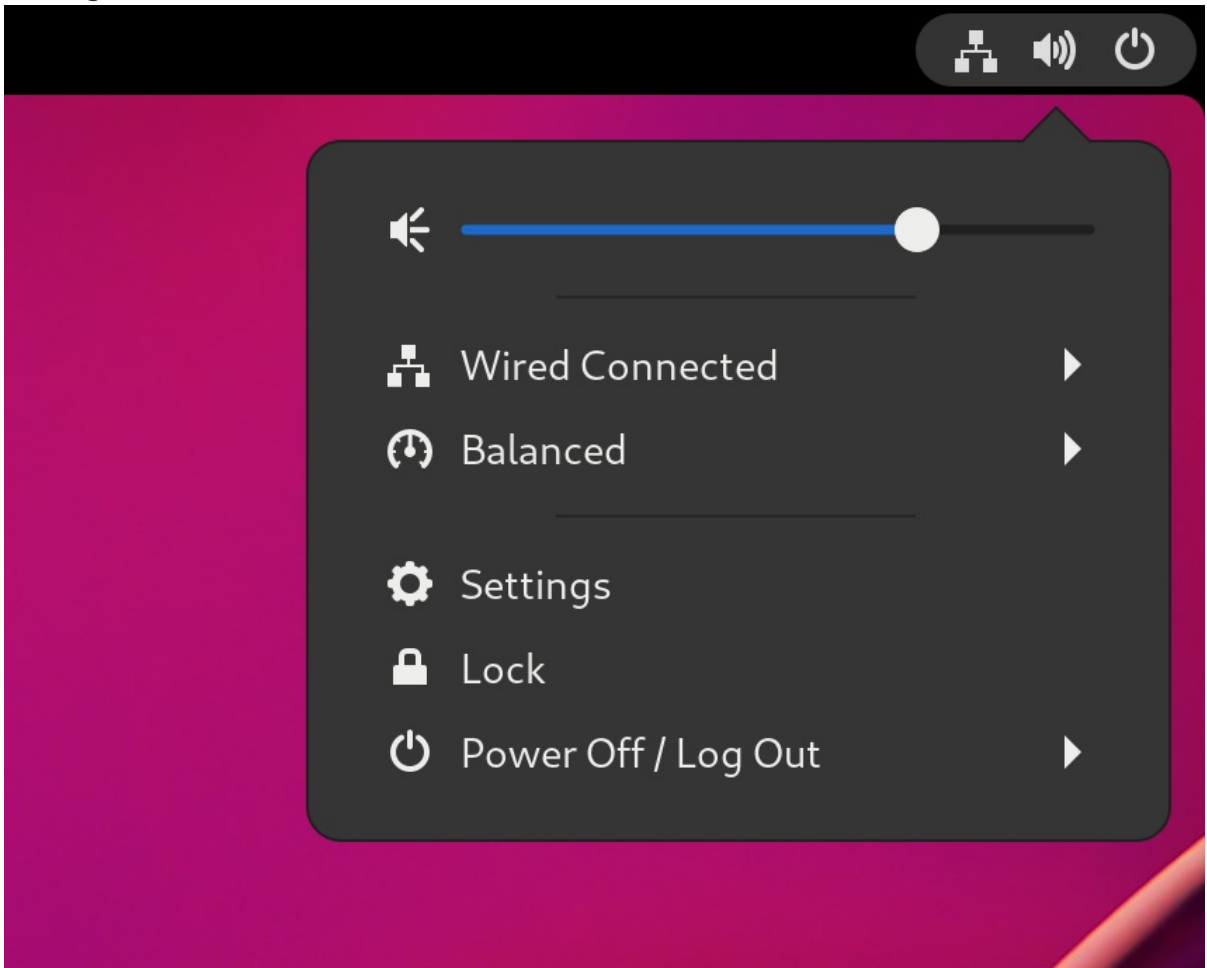 Wired Connected
Balanced
Settings
Lock
Power Off / Log Out